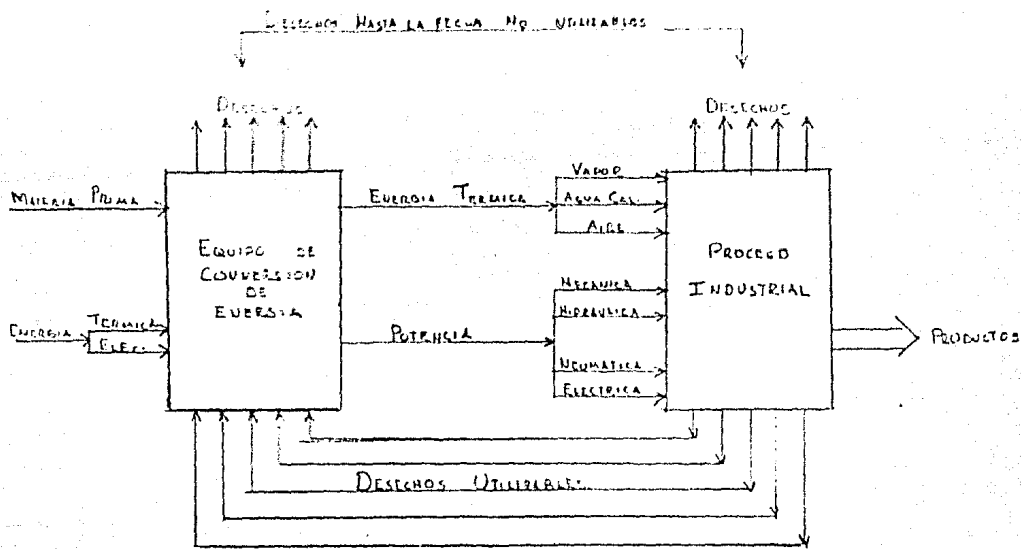 DESECHOS HASTA LA FECHA NO UTILIZABLES
DESECHOS
DESECHOS
MATERIA PRIMA
ENERGIA TERMICA
VAPOR
AGUA CAL.
AIRE
EQUIPO DE
CONVERSION
DE
ENERGIA
PROCESO
INDUSTRIAL
ENERGIA
TERMICA
ELEC.
POTENCIA
MECANICA
HIDRAULICA
NEUMATICA
ELECTRICA
PRODUCTOS
DESECHOS UTILIZABLES